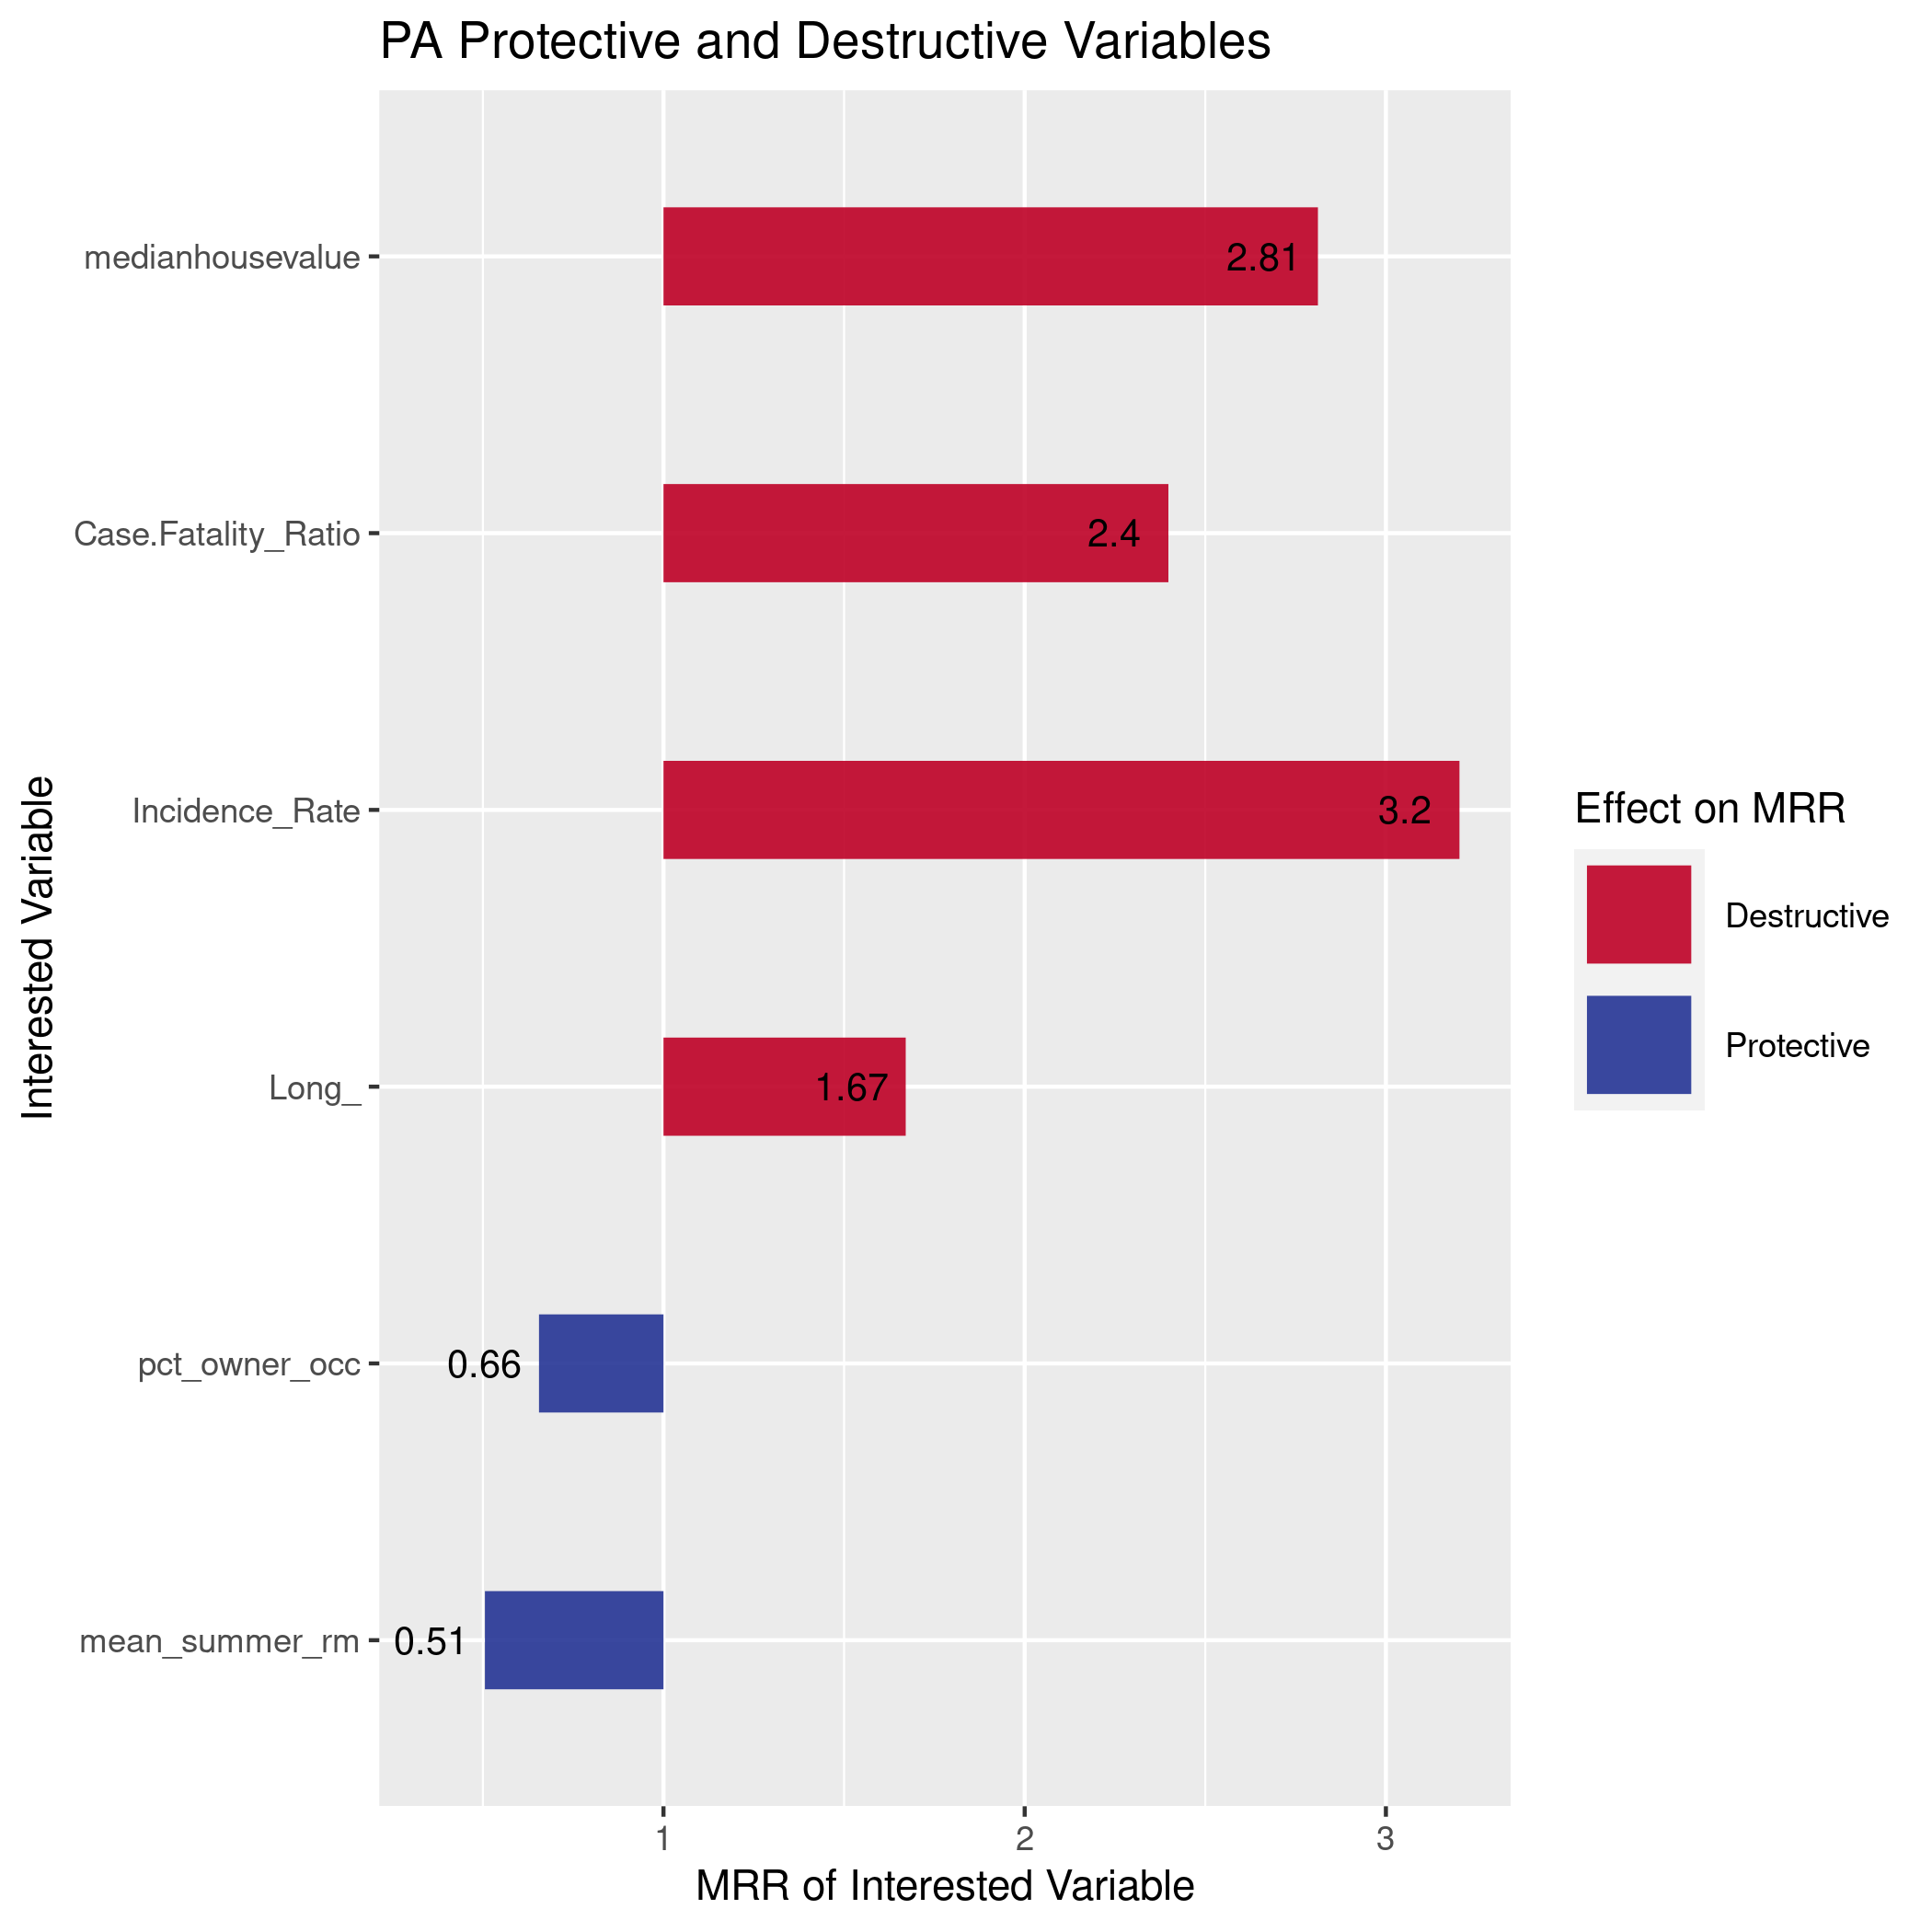 PA Protective and Destructive Variables
Interested Variable
medianhousevalue
2.81
Case.Fatality_Ratio
2.4
Incidence_Rate
3.2
Long_
1.67
pct_owner_occ
0.66
mean_summer_rm
0.51
1 2 3
MRR of Interested Variable
Effect on MRR
Destructive
Protective